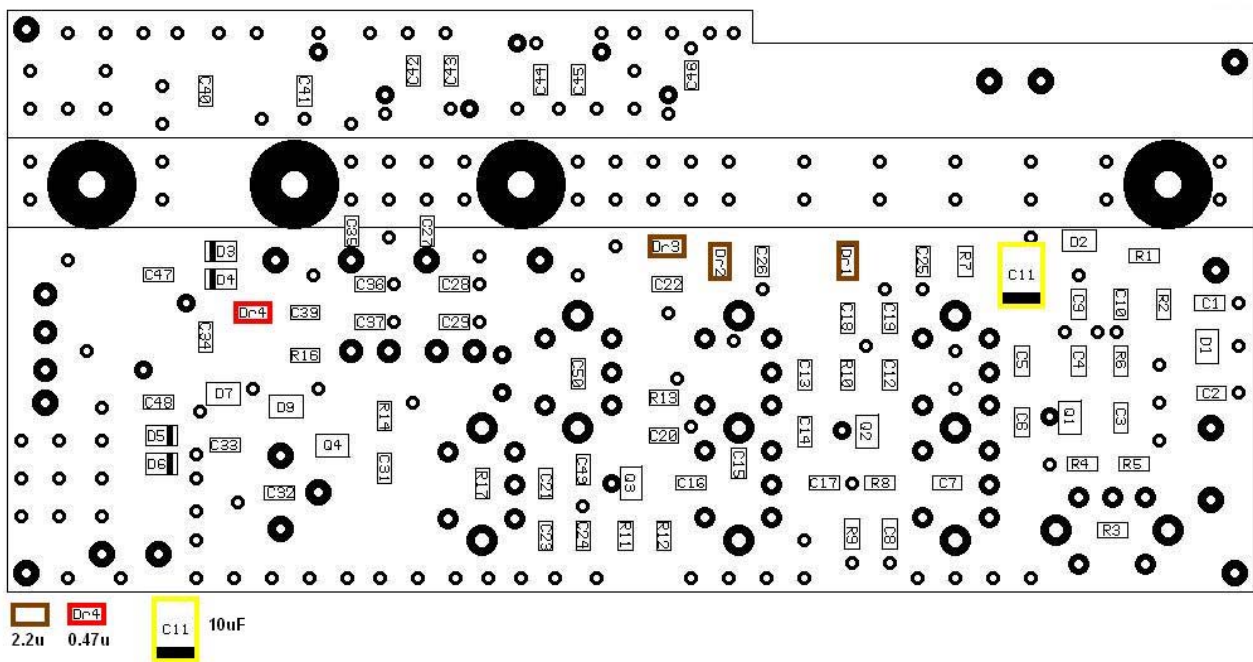 C40
C41
C42
C43
C44
C45
C46
C35
C27
D3
D4
C47
Dr4
C39
C34
R16
C36
C28
C37
C29
Dr3
Dr2
C26
Dr1
C25
R7
C11
D2
R1
C22
C18
C19
C9
C10
R2
C1
D1
C50
C13
R10
C12
C5
C4
R6
C2
D7
D9
C48
R14
R13
C20
C14
Q2
C6
Q1
C3
D5
D6
C33
Q4
C31
C32
R17
C21
C49
Q3
C16
C15
C17
R8
C7
R4
R5
R3
C23
C24
R11
R12
R9
C8
Dr4
C11
10uF
2.2u
0.47u